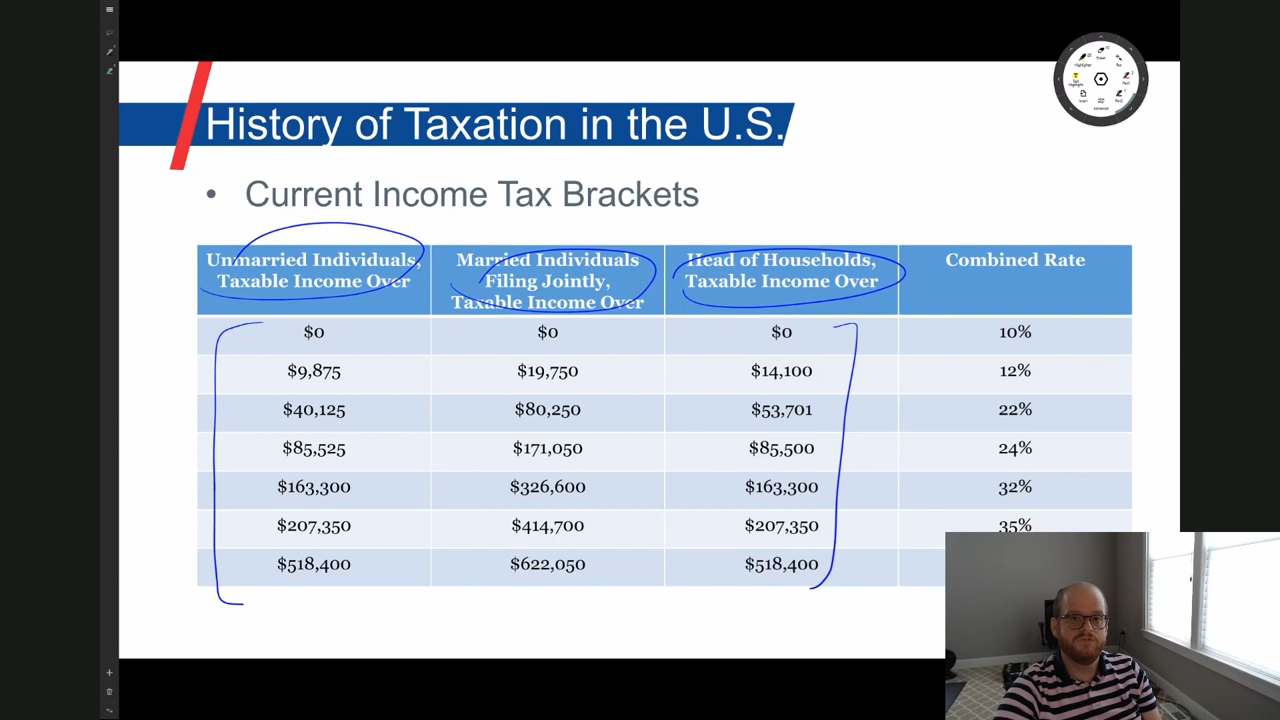 History of Taxation in the U.S.
• Current Income Tax Brackets
Unmarried Individuals,
Taxable Income Over
Married Individuals
Filing Jointly,
Taxable Income Over
Head of Households,
Taxable Income Over
Combined Rate
$0 $0 $0 10%
$9,875 $19,750 $14,100 12%
$40,125 $80,250 $53,701 22%
$85,525 $171,050 $85,500 24%
$163,300 $326,600 $163,300 32%
$207,350 $414,700 $207,350 35%
$518,400 $622,050 $518,400